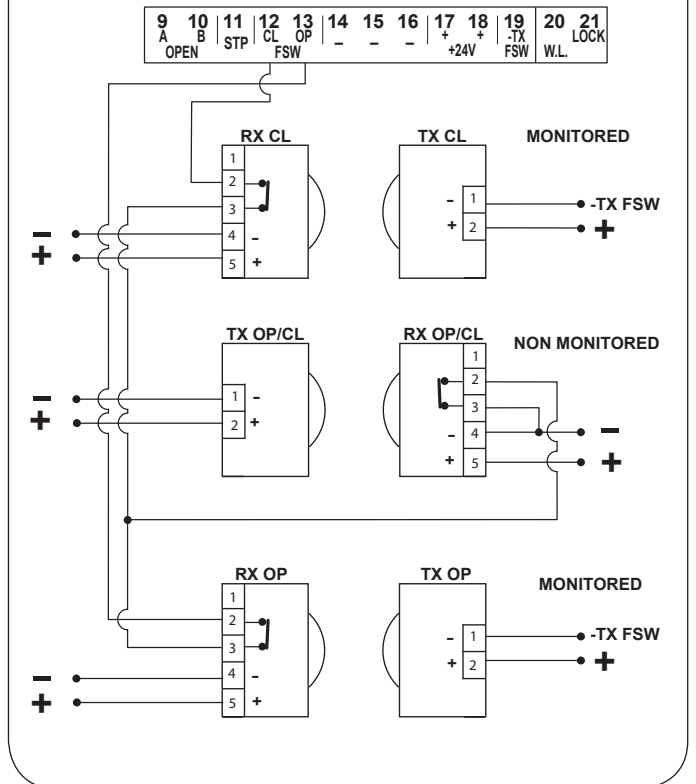 9 10 11 12 13 14 15 16 17 18 19 20 21
A B STP CL OP – – – + + -TX W.L. LOCK
OPEN FSW +24V FSW
RX CL TX CL MONITORED
1
2
3
4 -
5 +
- 1 -TX FSW
+ 2 +
–
+
TX OP/CL RX OP/CL NON MONITORED
1 -
2 +
1
2
3
- 4 –
+ 5 +
–
+
RX OP TX OP MONITORED
1
2
3
4 -
5 +
- 1 -TX FSW
+ 2 +
–
+